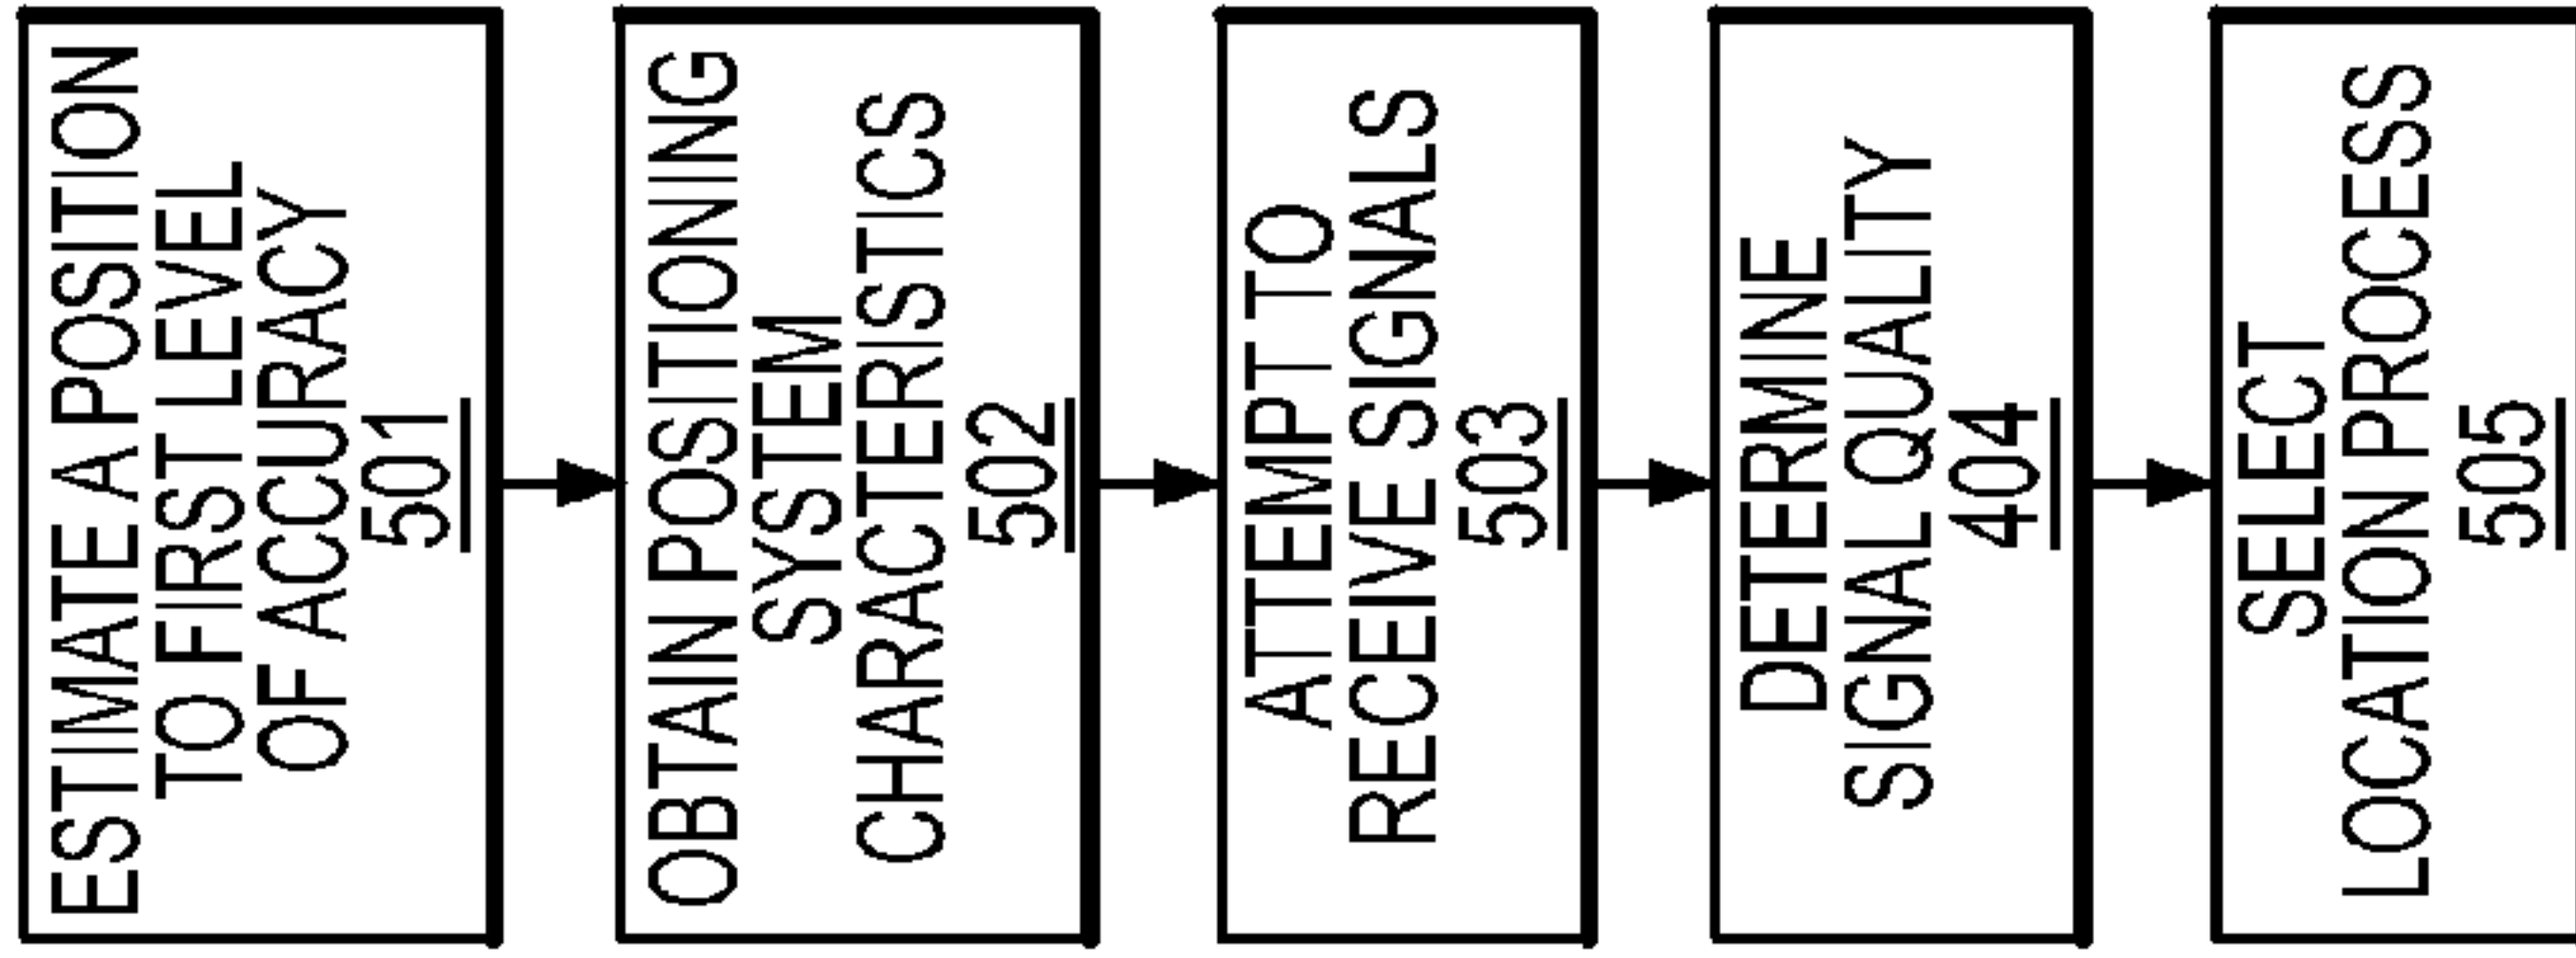 ESTIMATE A POSITION
TO FIRST LEVEL
OF ACCURACY
501
OBTAIN POSITIONING
SYSTEM
CHARACTERISTICS
502
ATTEMPT TO
RECEIVE SIGNALS
503
DETERMINE
SIGNAL QUALITY
404
SELECT
LOCATION PROCESS
505